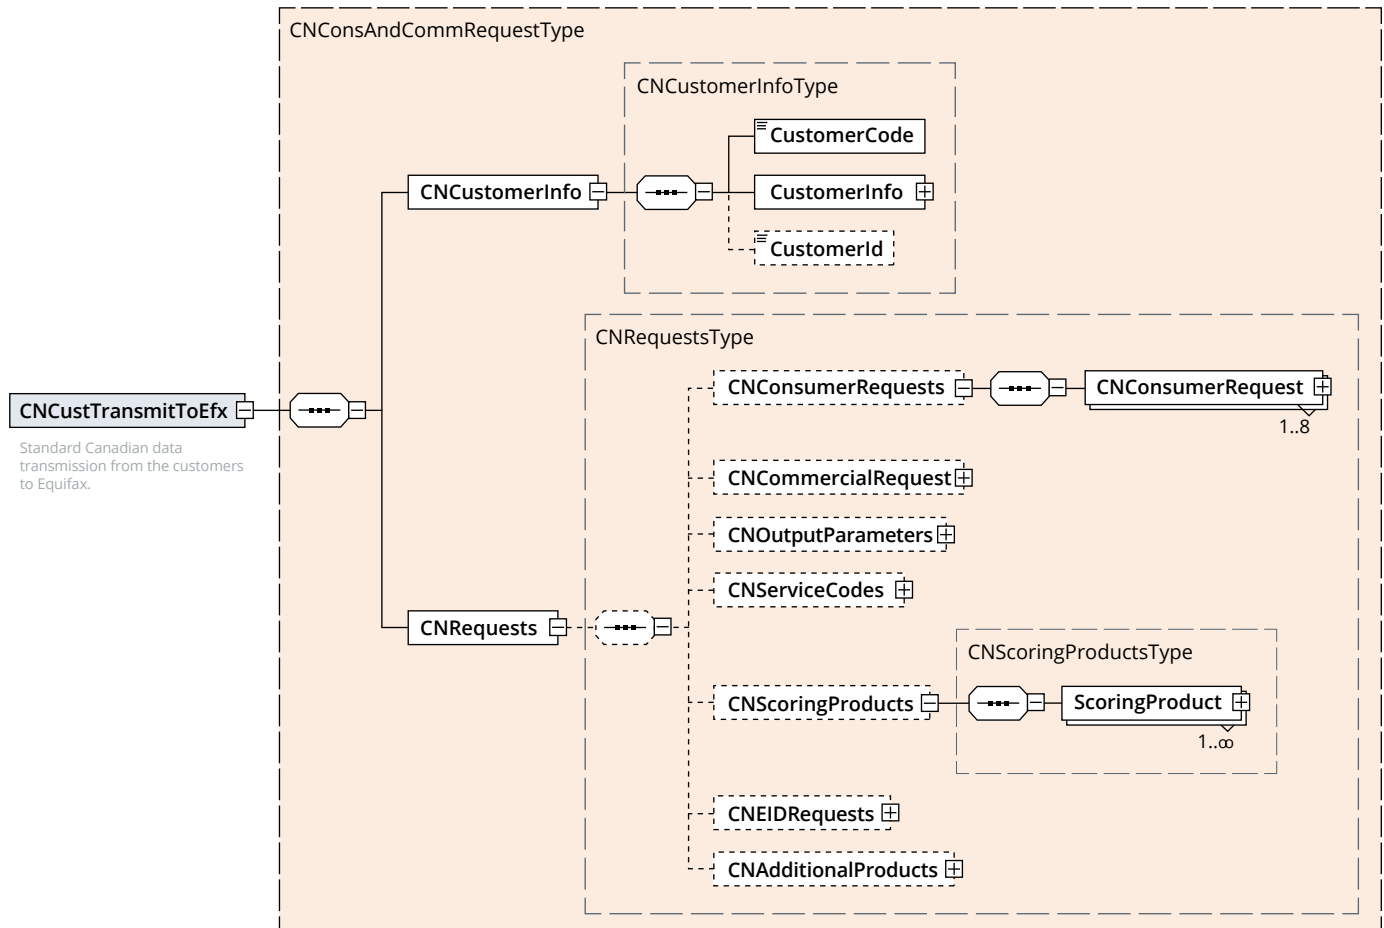 CNConsAndCommRequestType
CNCustomerInfoType
CustomerCode
CNCustomerInfo
CustomerInfo
CustomerId
CNRequestsType
CNConsumerRequests
CNConsumerRequest
1..8
CNCustTransmitToEfx
Standard Canadian data
transmission from the customers
to Equifax.
CNCommercialRequest
CNOutputParameters
CNServiceCodes
CNRequests
CNScoringProductsType
CNScoringProducts
ScoringProduct
1..∞
CNEIDRequests
CNAdditionalProducts